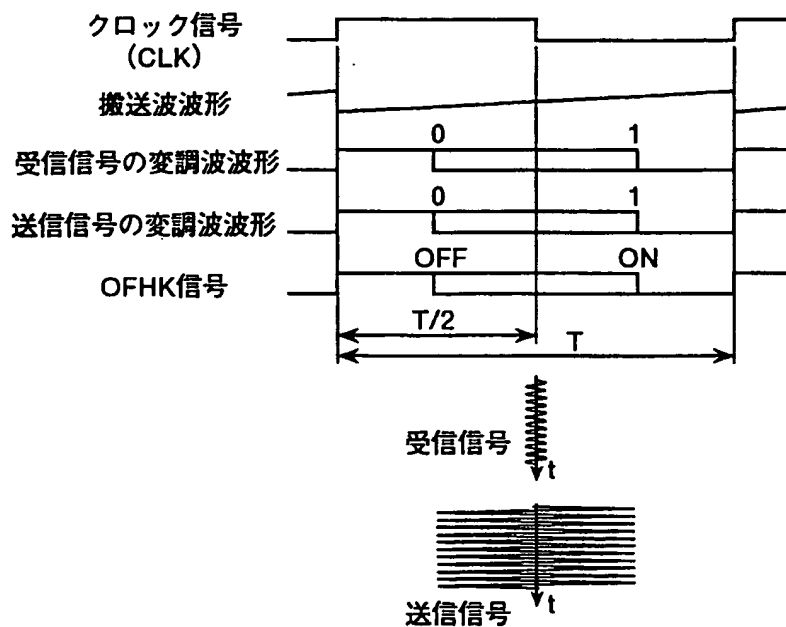 クロック信号
(CLK)
搬送波波形
0 1
受信信号の変調波波形
0 1
送信信号の変調波波形
OFF ON
OFHK信号
T/2
T
受信信号
t
送信信号
t